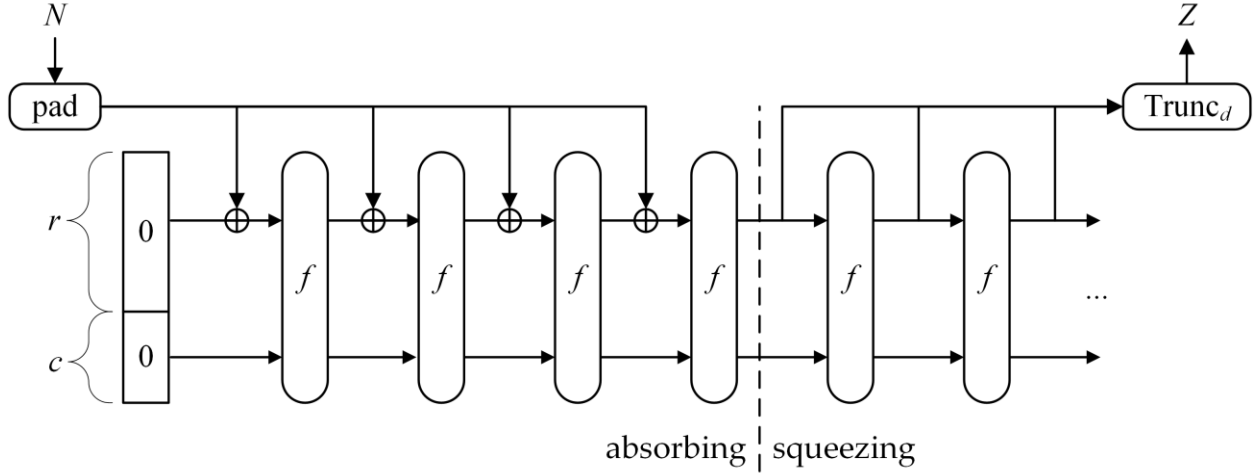 N Z
pad Trunc_d
r 0 f f f f f f
...
c 0
absorbing squeezing